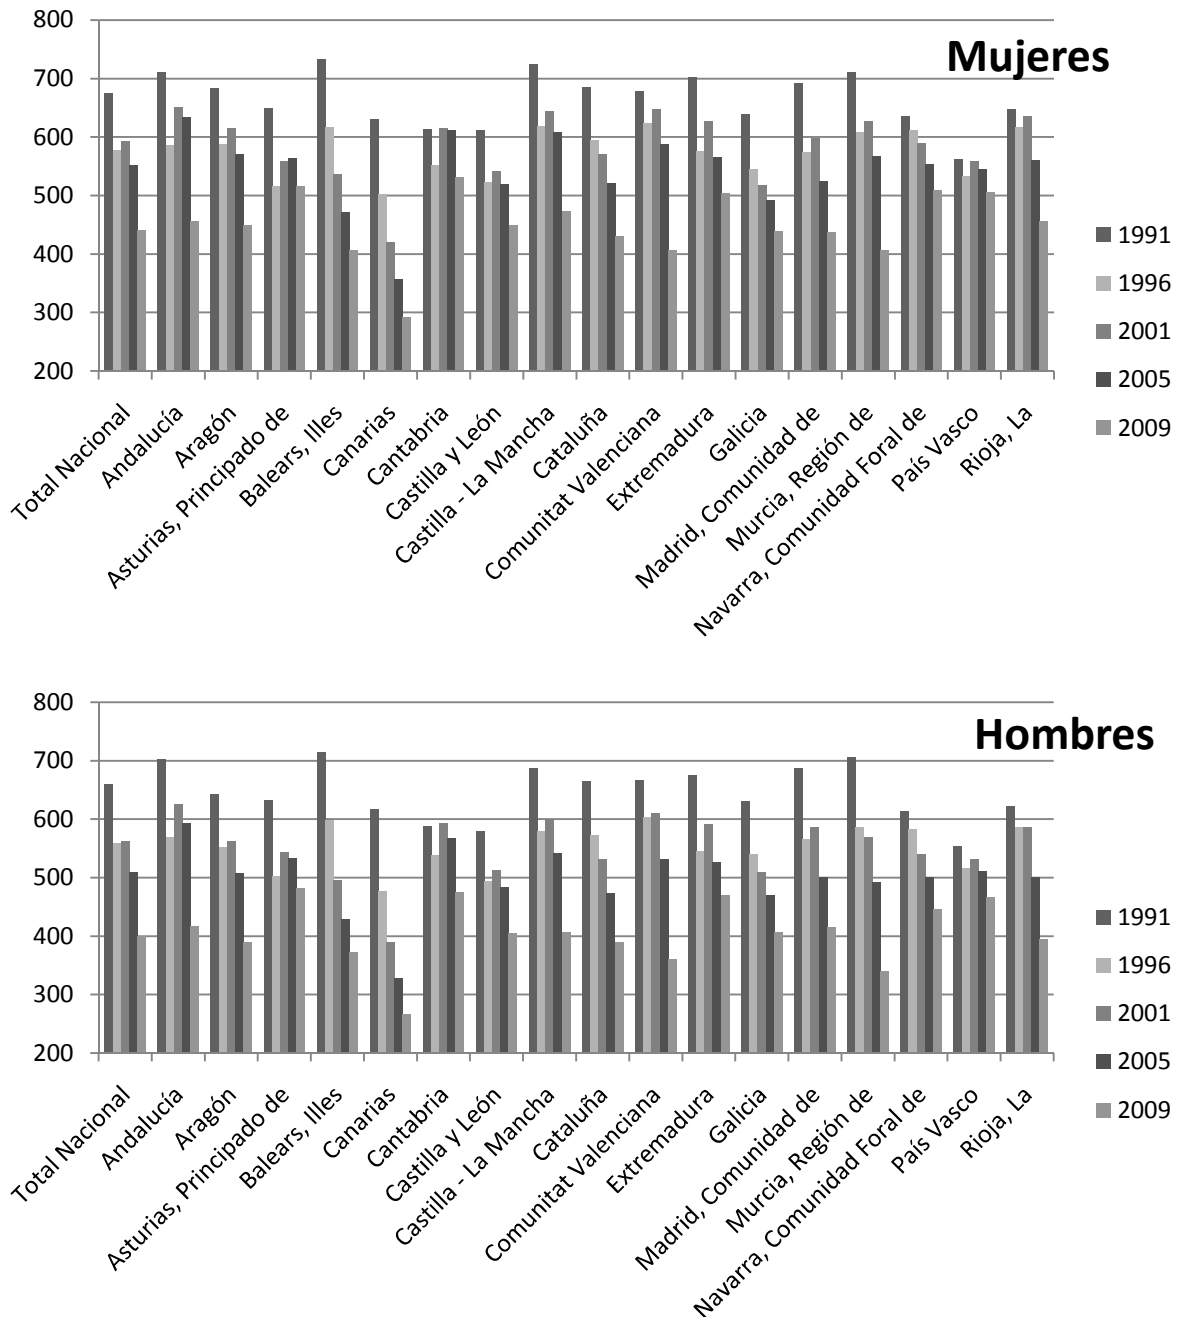 800
Mujeres
700
600
500
400
300
200
1991
1996
2001
2005
2009
Total Nacional
Andalucía
Aragón
Asturias, Principado de
Balears, Illes
Canarias
Cantabria
Castilla y León
Castilla - La Mancha
Cataluña
Comunitat Valenciana
Extremadura
Galicia
Madrid, Comunidad de
Murcia, Región de
Navarra, Comunidad Foral de
País Vasco
Rioja, La
800
Hombres
700
600
500
400
300
200
1991
1996
2001
2005
2009
Total Nacional
Andalucía
Aragón
Asturias, Principado de
Balears, Illes
Canarias
Cantabria
Castilla y León
Castilla - La Mancha
Cataluña
Comunitat Valenciana
Extremadura
Galicia
Madrid, Comunidad de
Murcia, Región de
Navarra, Comunidad Foral de
País Vasco
Rioja, La